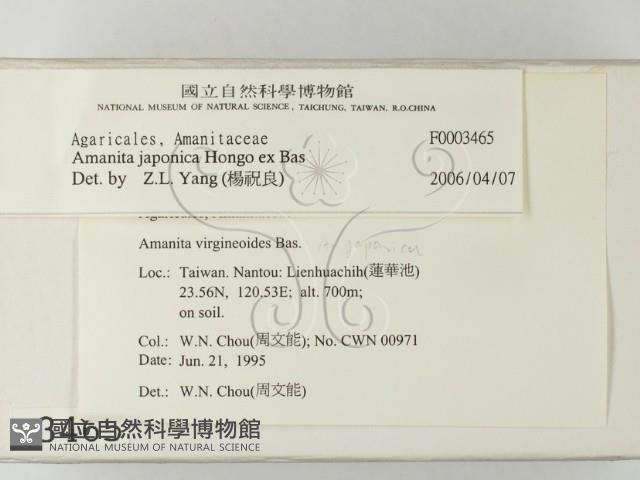 國立自然科學博物館
NATIONAL MUSEUM OF NATURAL SCIENCE, TAICHUNG, TAIWAN, R.O.CHINA
Agaricales, Amanitaceae F0003465
Amanita japonica Hongo ex Bas
Det. by Z.L. Yang (楊祝良) 2006/04/07
Amanita virgineoides Bas. A. japonica
Loc.: Taiwan. Nantou: Lienhuachih(蓮華池)
23.56N, 120.53E; alt. 700m;
on soil.
Col.: W.N. Chou(周文能); No. CWN 00971
Date: Jun. 21, 1995
Det.: W.N. Chou(周文能)
3465
國立自然科學博物館
NATIONAL MUSEUM OF NATURAL SCIENCE